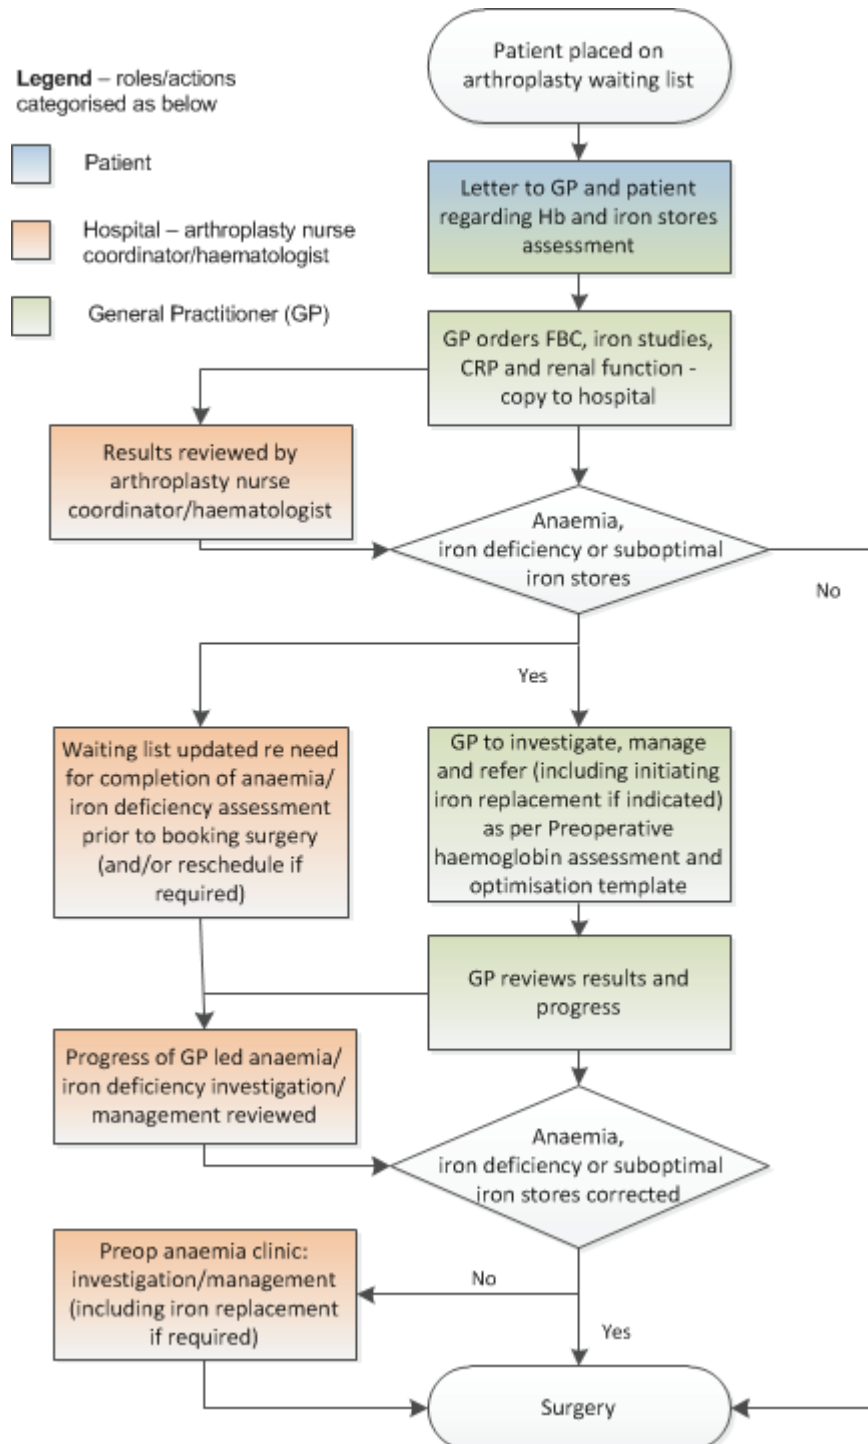 Patient placed on
arthroplasty waiting list
Legend – roles/actions
categorised as below
Patient
Hospital – arthroplasty nurse
coordinator/haematologist
General Practitioner (GP)
Letter to GP and patient
regarding Hb and iron stores
assessment
GP orders FBC, iron studies,
CRP and renal function -
copy to hospital
Results reviewed by
arthroplasty nurse
coordinator/haematologist
Anaemia,
iron deficiency or suboptimal
iron stores
No
Yes
Waiting list updated re need
for completion of anaemia/
iron deficiency assessment
prior to booking surgery
(and/or reschedule if
required)
GP to investigate, manage
and refer (including initiating
iron replacement if indicated)
as per Preoperative
haemoglobin assessment and
optimisation template
GP reviews results and
progress
Progress of GP led anaemia/
iron deficiency investigation/
management reviewed
Anaemia,
iron deficiency or suboptimal
iron stores corrected
Preop anaemia clinic:
investigation/management
(including iron replacement
if required)
No
Yes
Surgery